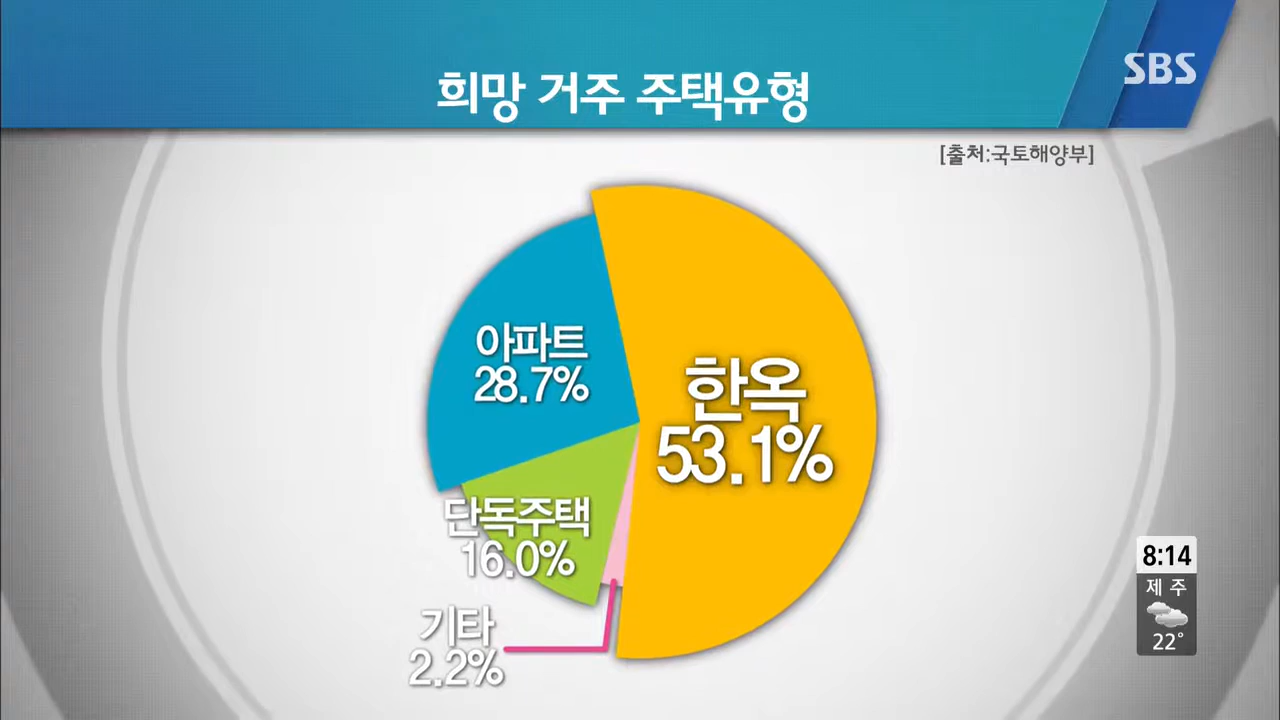 희망 거주 주택유형
SBS
[출처:국토해양부]
아파트
28.7%
한옥
53.1%
단독주택
16.0%
기타
2.2%
8:14
제 주
22°